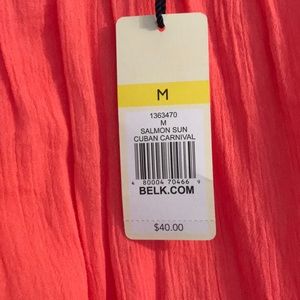 M
1363470
M
SALMON SUN
CUBAN CARNIVAL
4 80004 70466 9
BELK.COM
$40.00